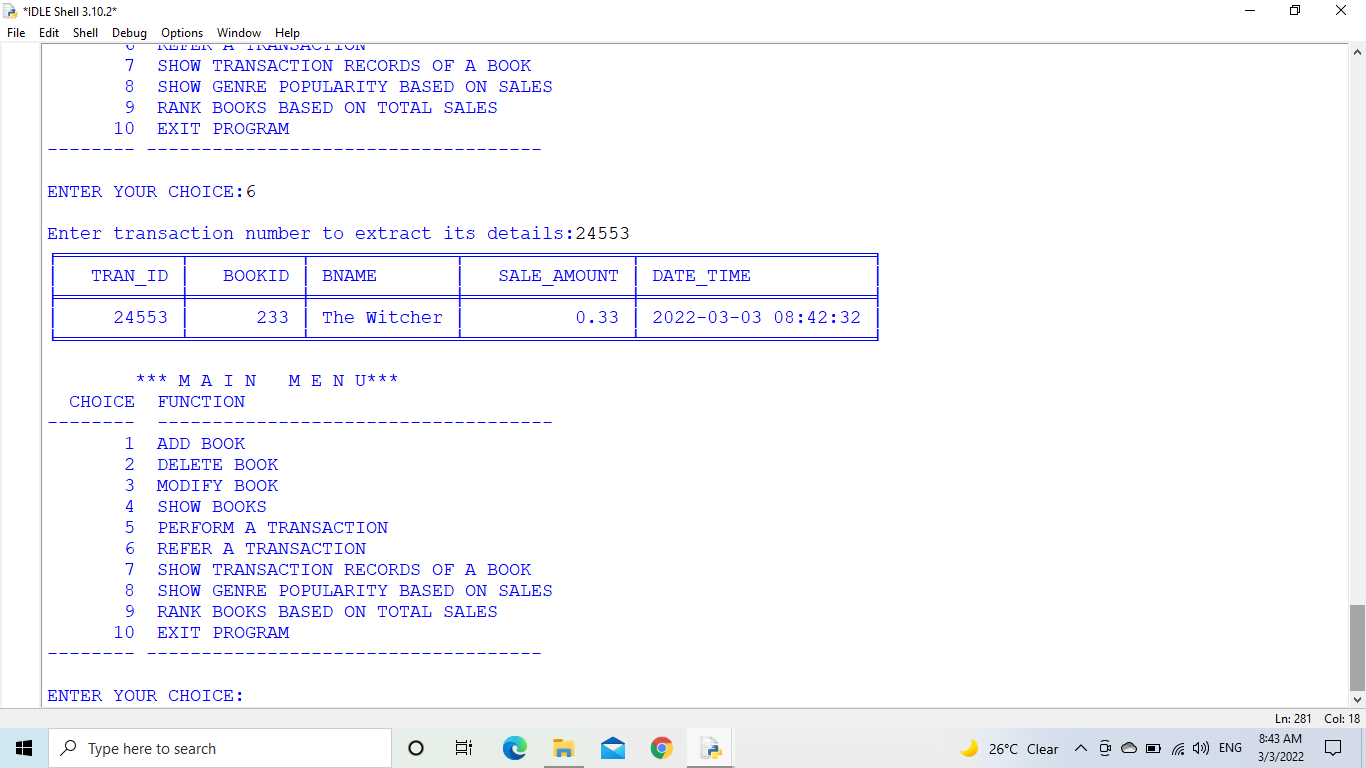 *IDLE Shell 3.10.2*
File Edit Shell Debug Options Window Help
6 REFER A TRANSACTION
7 SHOW TRANSACTION RECORDS OF A BOOK
8 SHOW GENRE POPULARITY BASED ON SALES
9 RANK BOOKS BASED ON TOTAL SALES
10 EXIT PROGRAM
-------- ------------------------------------
ENTER YOUR CHOICE:6
Enter transaction number to extract its details:24553
TRAN_ID BOOKID BNAME SALE_AMOUNT DATE_TIME
24553 233 The Witcher 0.33 2022-03-03 08:42:32
*** M A I N   M E N U***
CHOICE FUNCTION
-------- ------------------------------------
1 ADD BOOK
2 DELETE BOOK
3 MODIFY BOOK
4 SHOW BOOKS
5 PERFORM A TRANSACTION
6 REFER A TRANSACTION
7 SHOW TRANSACTION RECORDS OF A BOOK
8 SHOW GENRE POPULARITY BASED ON SALES
9 RANK BOOKS BASED ON TOTAL SALES
10 EXIT PROGRAM
-------- ------------------------------------
ENTER YOUR CHOICE:
Ln: 281 Col: 18
Type here to search
26°C Clear
ENG
8:43 AM
3/3/2022